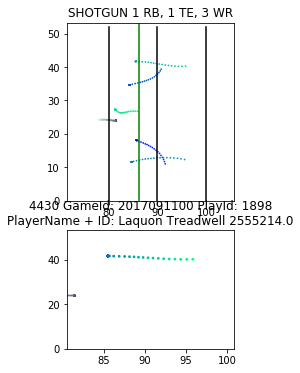 SHOTGUN 1 RB, 1 TE, 3 WR
50
40
30
20
10
0
80 90 100
4430 GameId: 2017091100 PlayId: 1898
PlayerName + ID: Laquon Treadwell 2555214.0
40
20
0
85 90 95 100